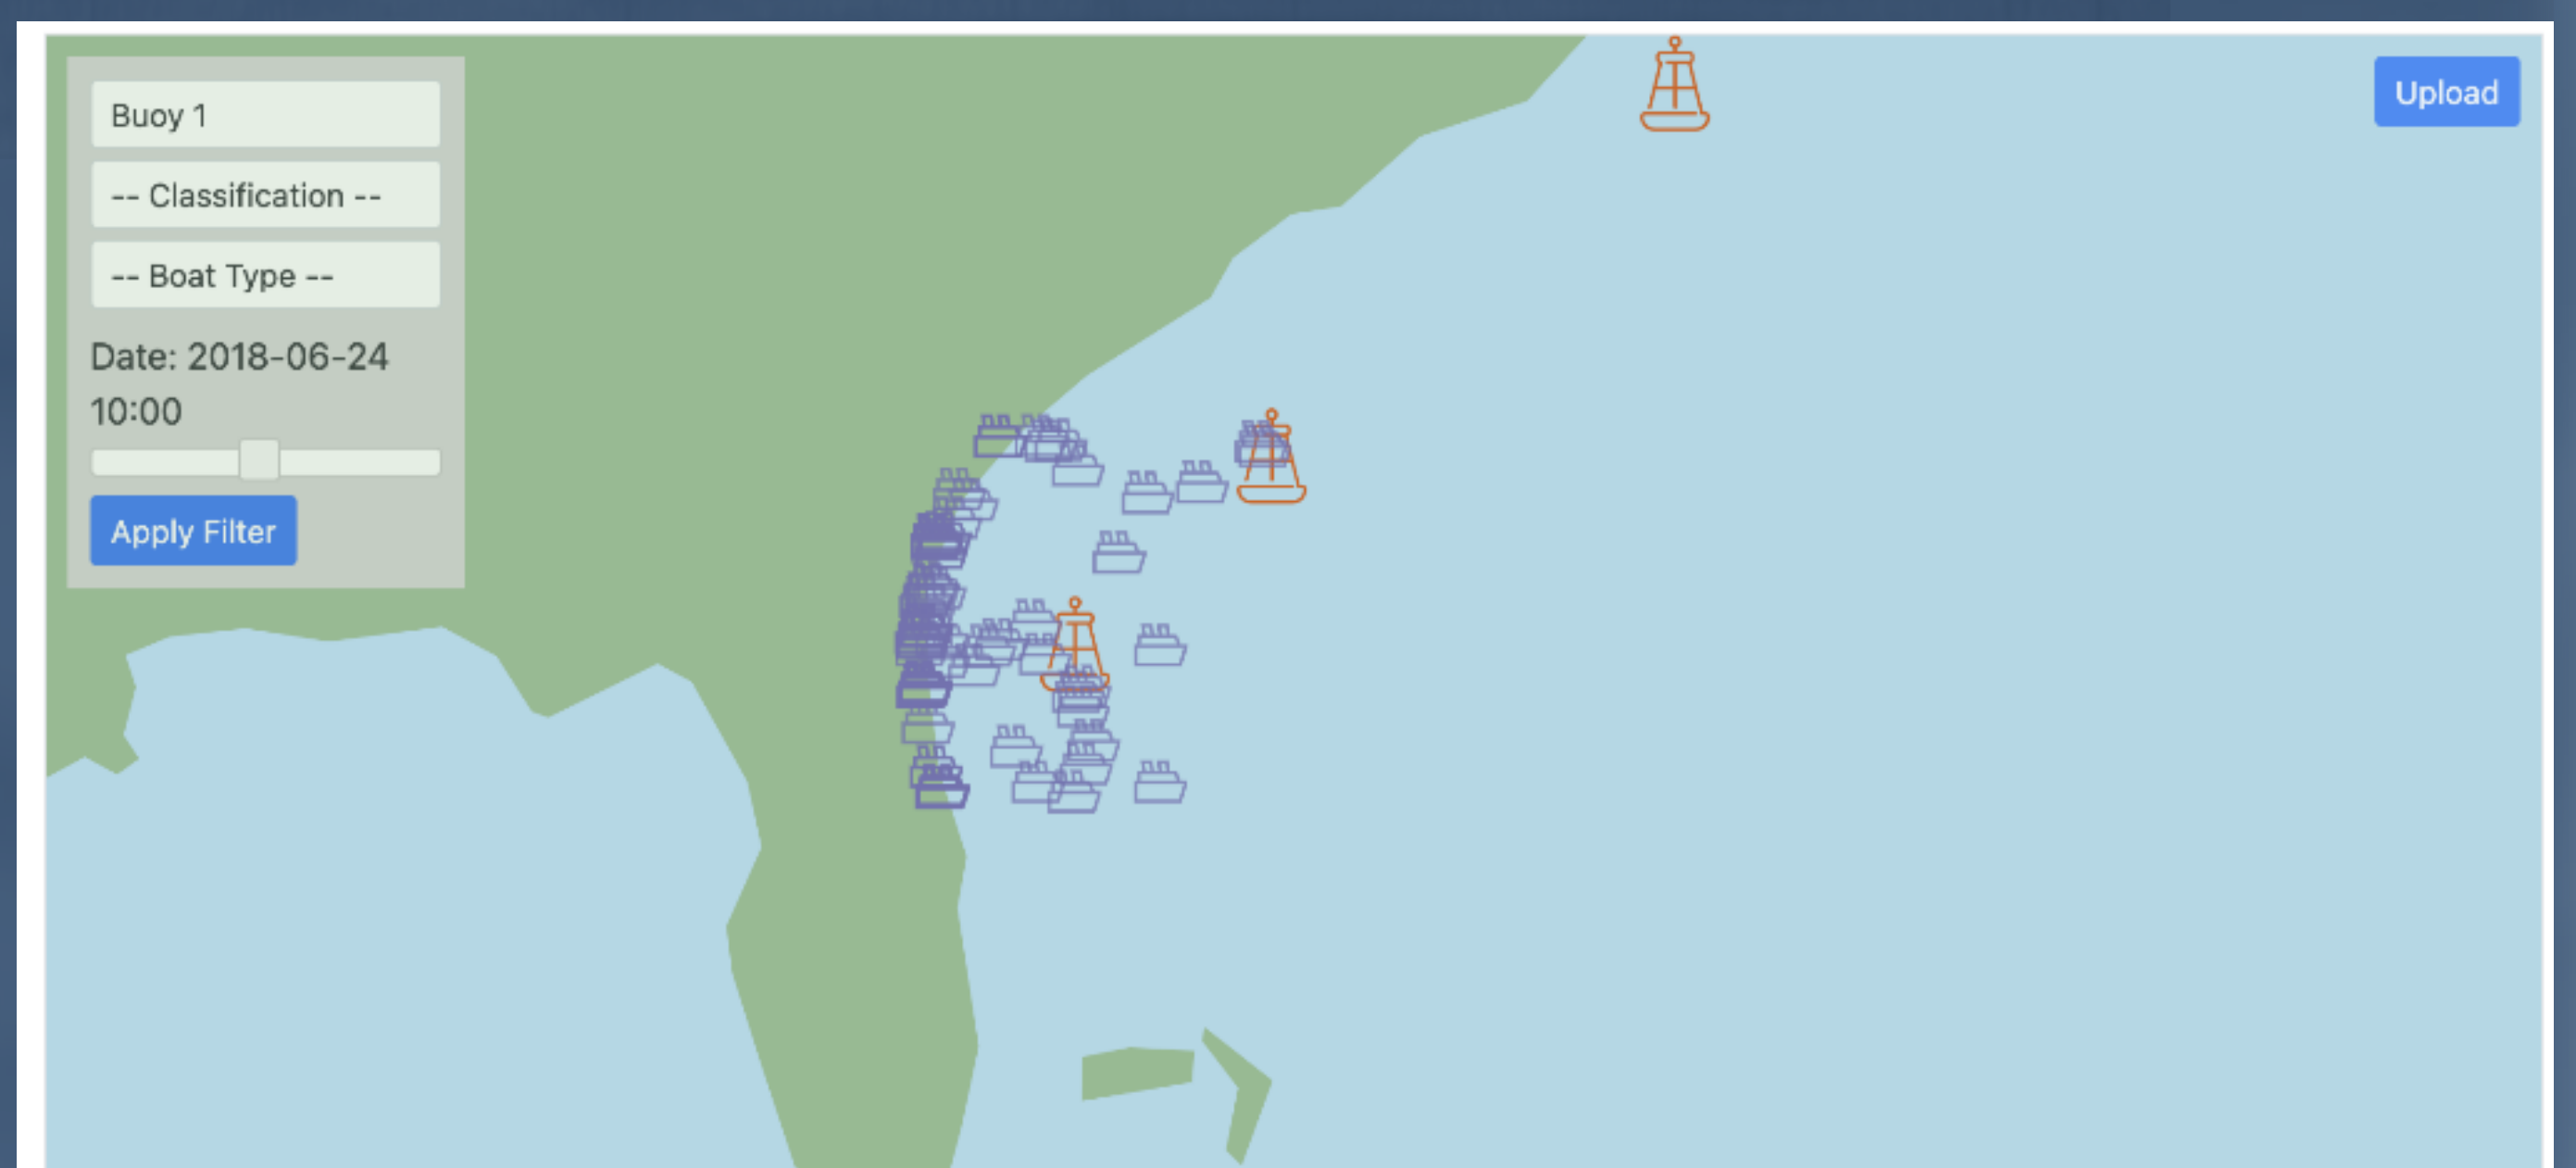 Buoy 1
-- Classification --
-- Boat Type --
Date: 2018-06-24
10:00
Apply Filter
Upload